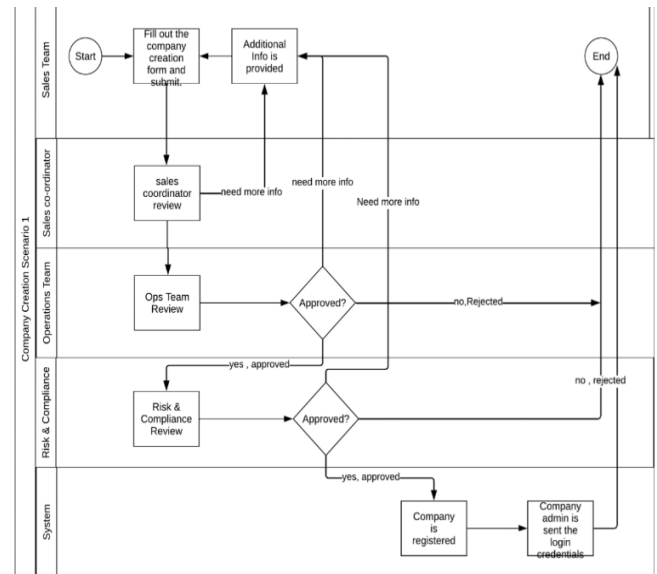 Company Creation Scenario 1
Sales Team
Start
Fill out the
company
creation
form and
submit.
Additional
Info is
provided
End
Sales co-ordinator
sales
coordinator
review
need more info
need more info
Need more info
Operations Team
Ops Team
Review
Approved?
no,Rejected
Risk & Compliance
yes , approved
Risk &
Compliance
Review
Approved?
no , rejected
System
yes, approved
Company
is
registered
Company
admin is
sent the
login
credentials